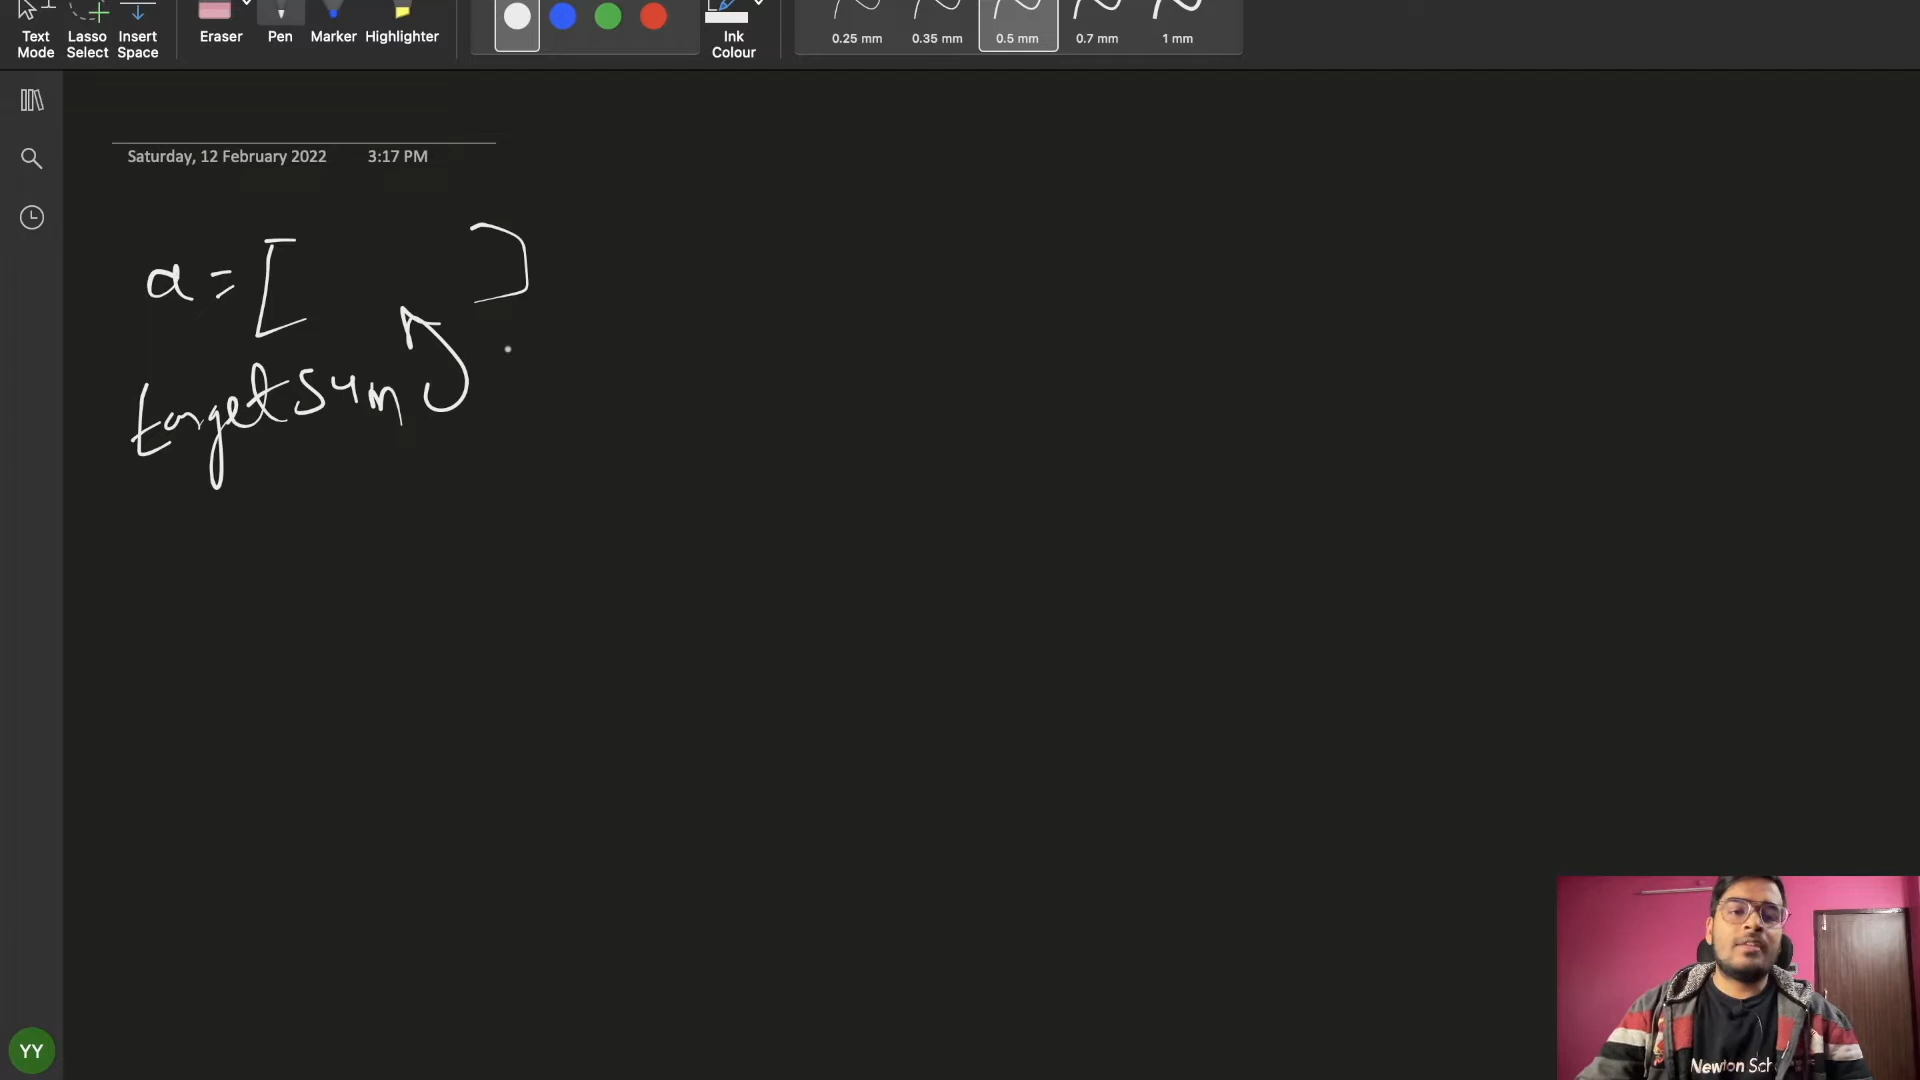 Text Mode
Lasso Select
Insert Space
Eraser
Pen
Marker
Highlighter
Ink Colour
0.25 mm
0.35 mm
0.5 mm
0.7 mm
1 mm
Saturday, 12 February 2022 3:17 PM
a = [ ]
targetSum
YY
Newton Sch